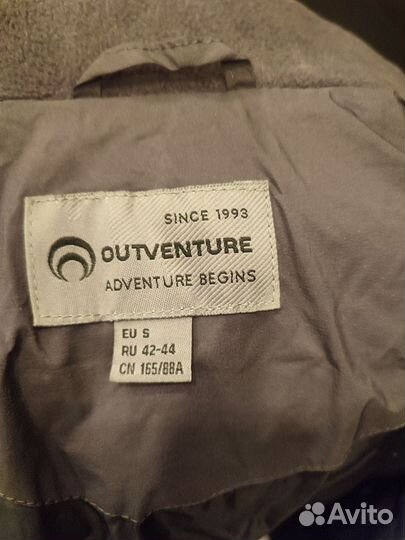 SINCE 1993
OUTVENTURE
ADVENTURE BEGINS
EU S
RU 42-44
CN 165/88A
Avito